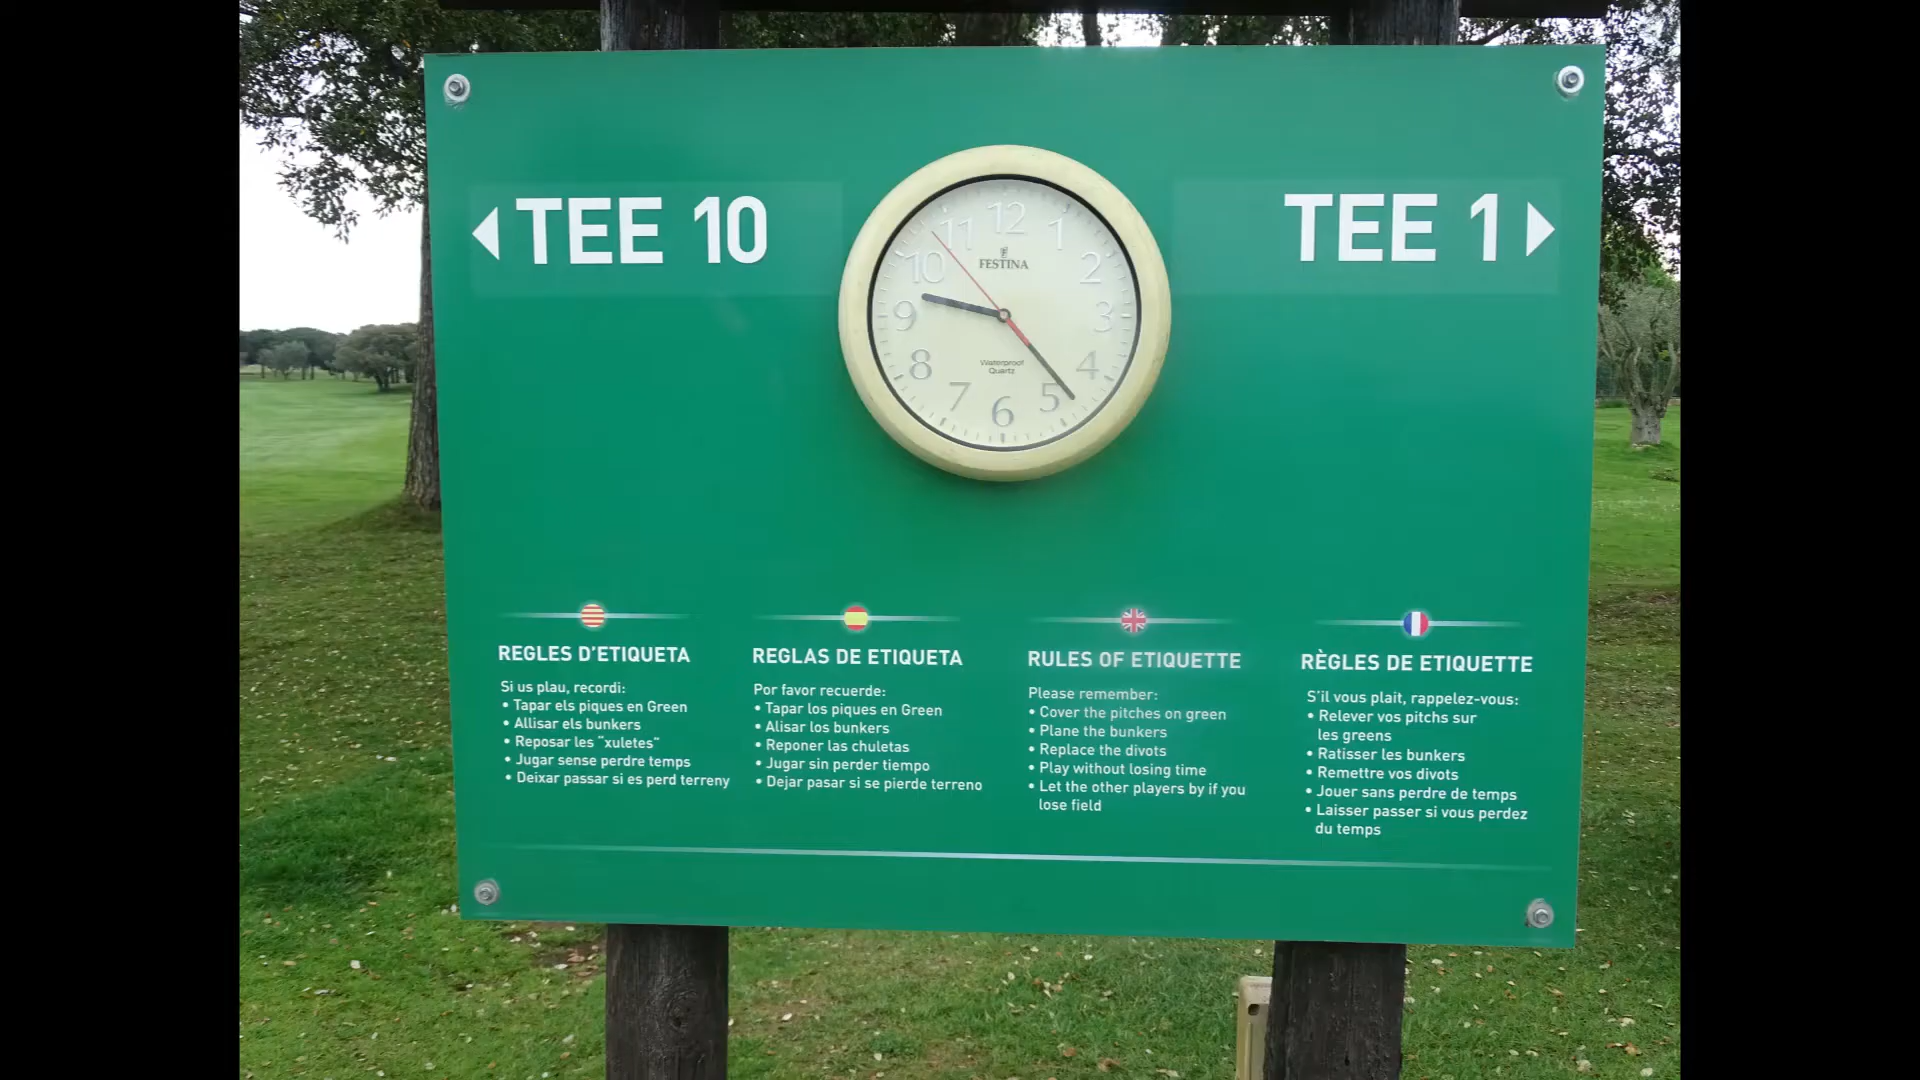 TEE 10
TEE 1
12
11
1
10
2
FESTINA
9
3
Waterproof
Quartz
8
4
7
5
6
REGLES D'ETIQUETA
Si us plau, recordi:
• Tapar els piques en Green
• Allisar els bunkers
• Reposar les "xuletes"
• Jugar sense perdre temps
• Deixar passar si es perd terreny
REGLAS DE ETIQUETA
Por favor recuerde:
• Tapar los piques en Green
• Alisar los bunkers
• Reponer las chuletas
• Jugar sin perder tiempo
• Dejar pasar si se pierde terreno
RULES OF ETIQUETTE
Please remember:
• Cover the pitches on green
• Plane the bunkers
• Replace the divots
• Play without losing time
• Let the other players by if you
lose field
RÈGLES DE ETIQUETTE
S'il vous plait, rappelez-vous:
• Relever vos pitchs sur
les greens
• Ratisser les bunkers
• Remettre vos divots
• Jouer sans perdre de temps
• Laisser passer si vous perdez
du temps